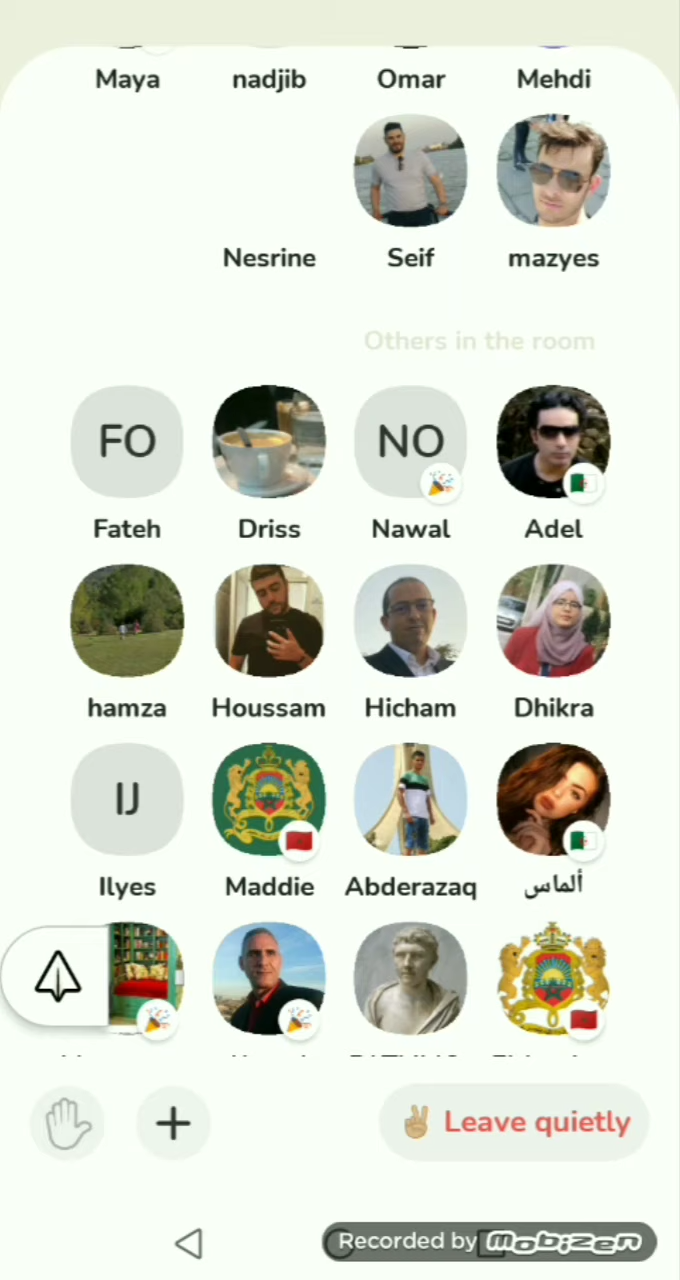 Maya nadjib Omar Mehdi
Nesrine Seif mazyes
Others in the room
FO NO
Fateh Driss Nawal Adel
hamza Houssam Hicham Dhikra
IJ
Ilyes Maddie Abderazaq ألماس
Leave quietly
Recorded by mobizen